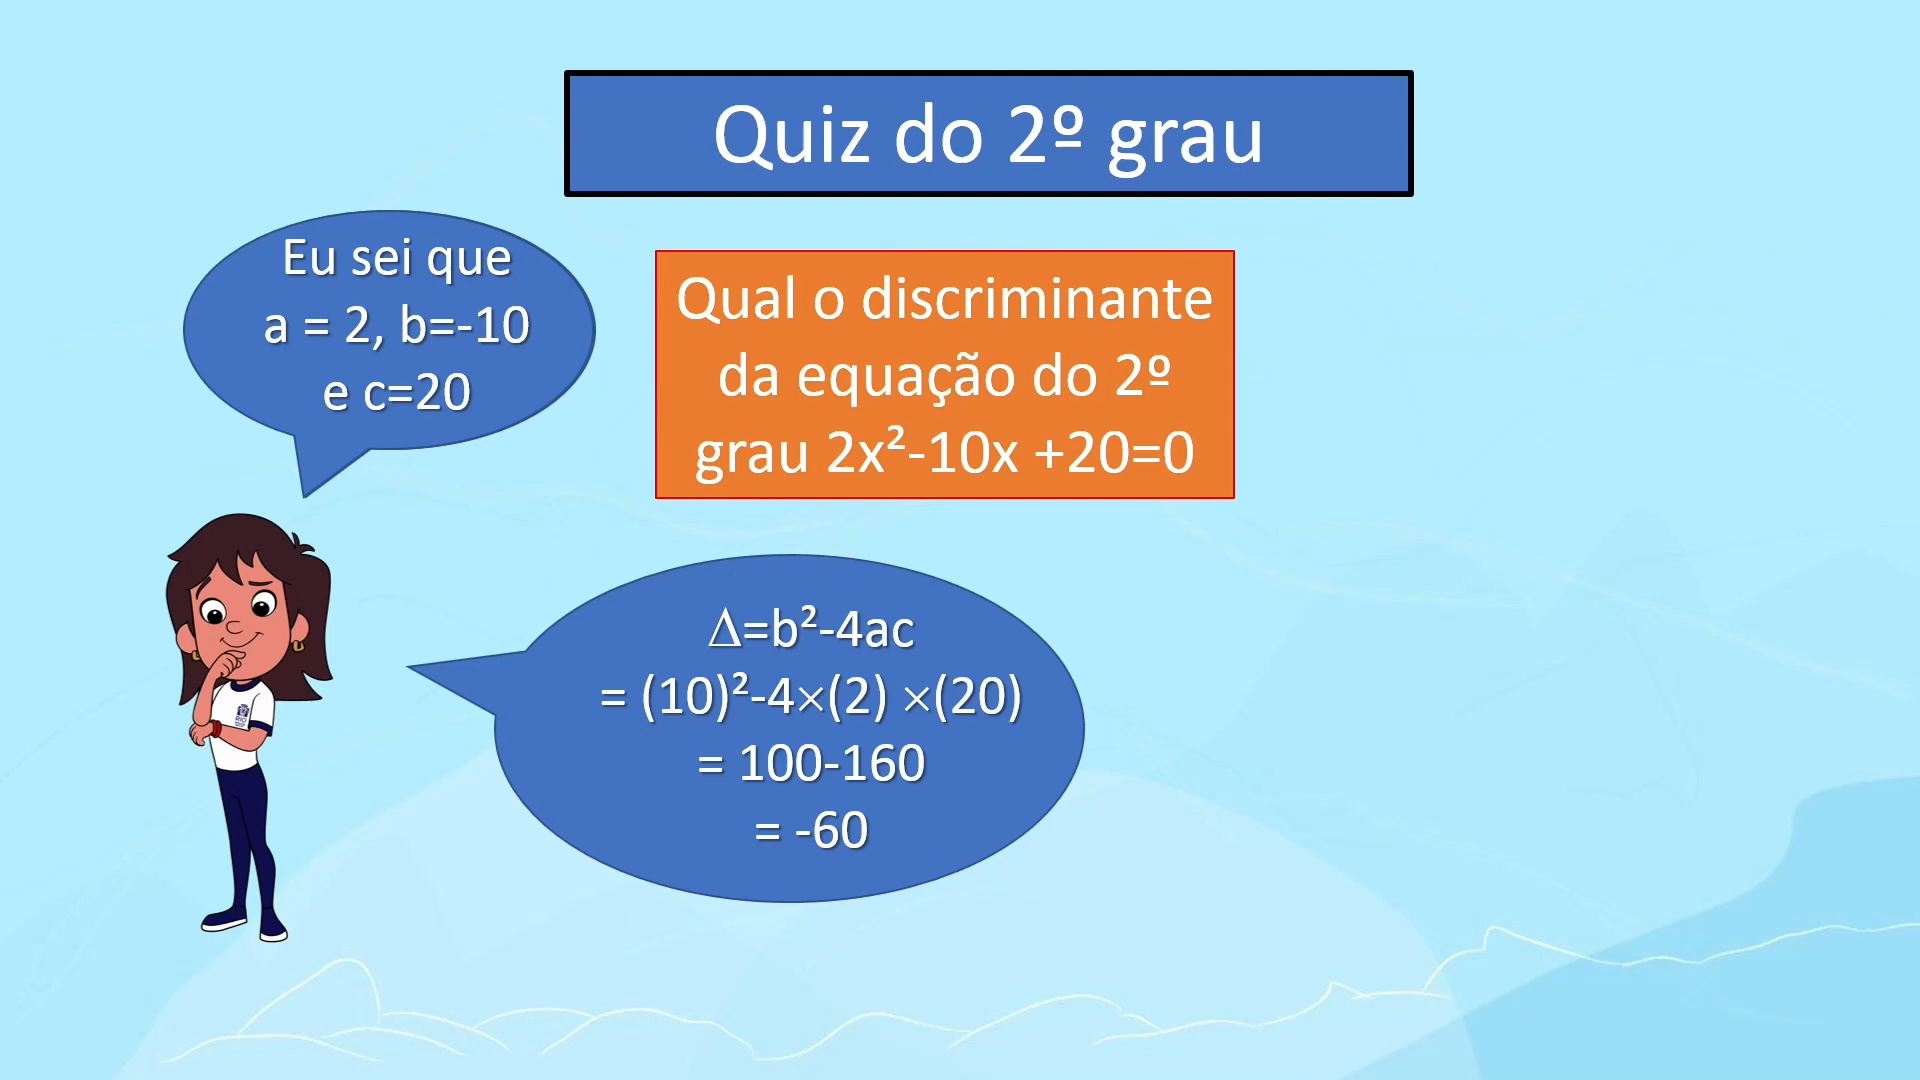 Quiz do 2º grau
Eu sei que
a = 2, b=-10
e c=20
Qual o discriminante
da equação do 2º
grau 2x²-10x +20=0
Δ=b²-4ac
= (10)²-4×(2) ×(20)
= 100-160
= -60
RIO